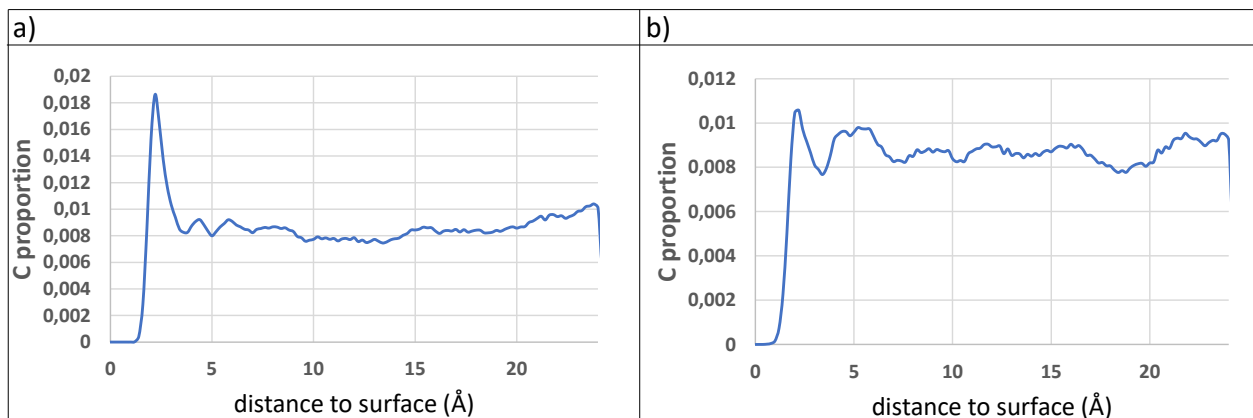 a)
b)
0,02
0,018
0,016
0,014
0,012
0,01
0,008
0,006
0,004
0,002
0
C proportion
0 5 10 15 20
distance to surface (Å)
0,012
0,01
0,008
0,006
0,004
0,002
0
C proportion
0 5 10 15 20
distance to surface (Å)